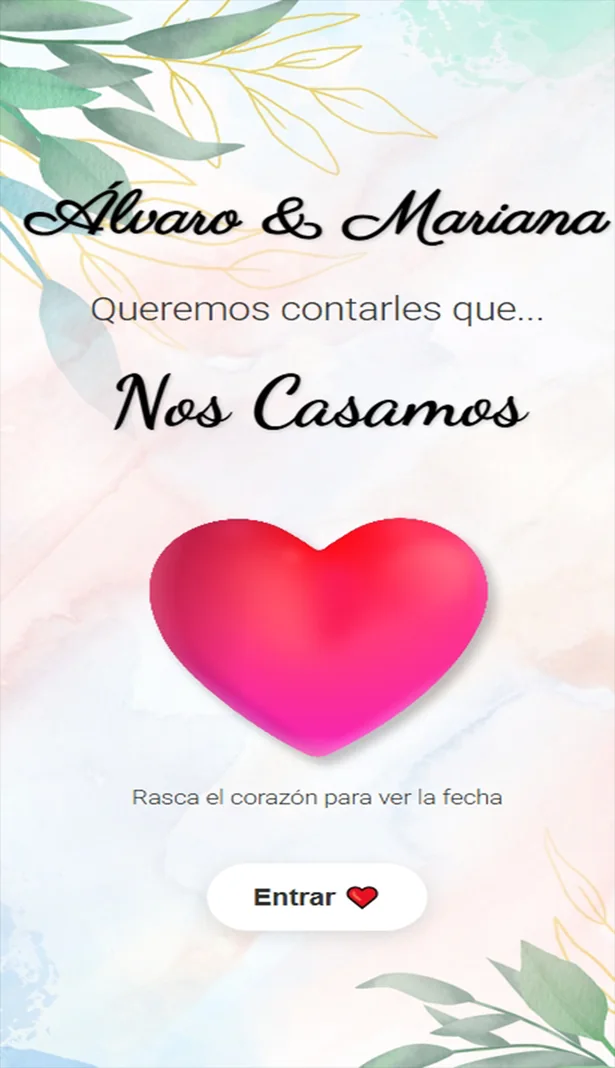 Álvaro & Mariana
Queremos contarles que...
Nos Casamos
Rasca el corazón para ver la fecha
Entrar ❤️